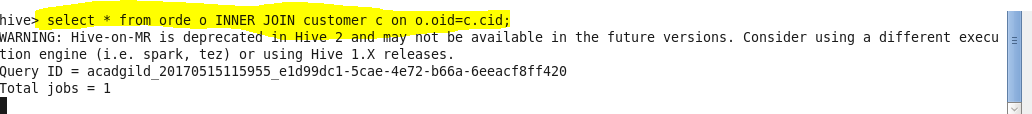 hive> select * from orde o INNER JOIN customer c on o.oid=c.cid;
WARNING: Hive-on-MR is deprecated in Hive 2 and may not be available in the future versions. Consider using a different execu
tion engine (i.e. spark, tez) or using Hive 1.X releases.
Query ID = acadgild_20170515115955_e1d99dc1-5cae-4e72-b66a-6eeacf8ff420
Total jobs = 1